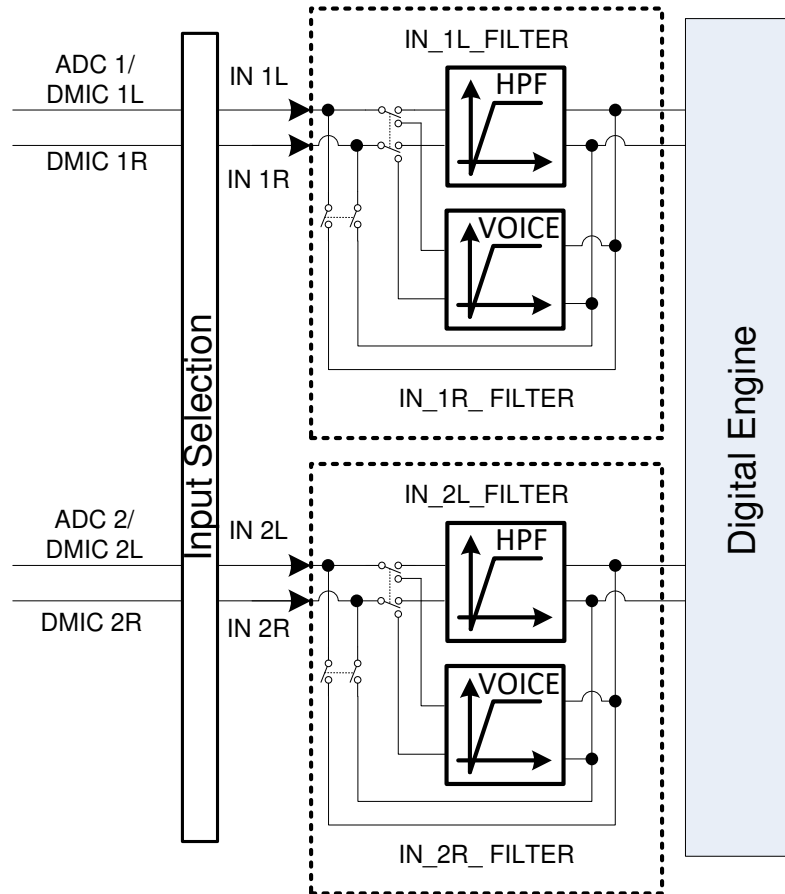 IN_1L_FILTER
ADC 1/
DMIC 1L
IN 1L
HPF
DMIC 1R
IN 1R
VOICE
IN_1R_ FILTER
Input Selection
Digital Engine
IN_2L_FILTER
ADC 2/
DMIC 2L
IN 2L
HPF
DMIC 2R
IN 2R
VOICE
IN_2R_ FILTER